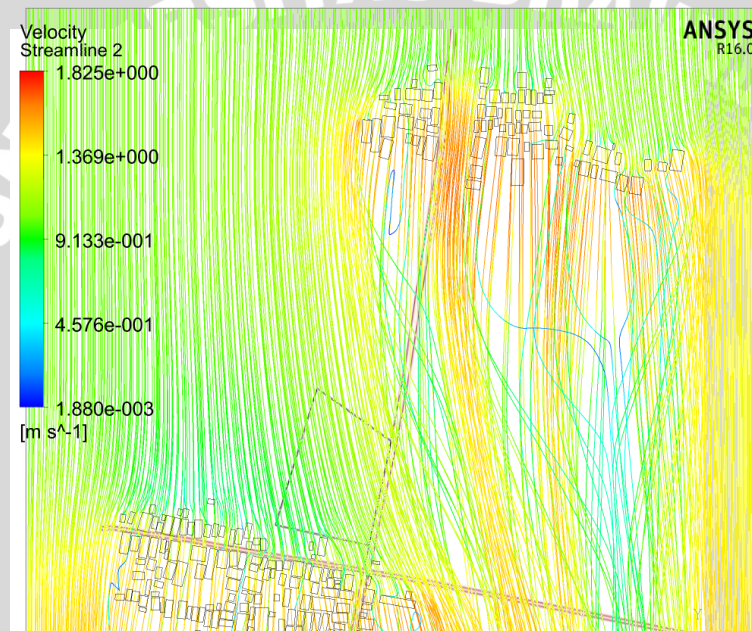 Velocity
Streamline 2
ANSYS
R16.0
1.825e+000
1.369e+000
9.133e-001
4.576e-001
1.880e-003
[m s^-1]